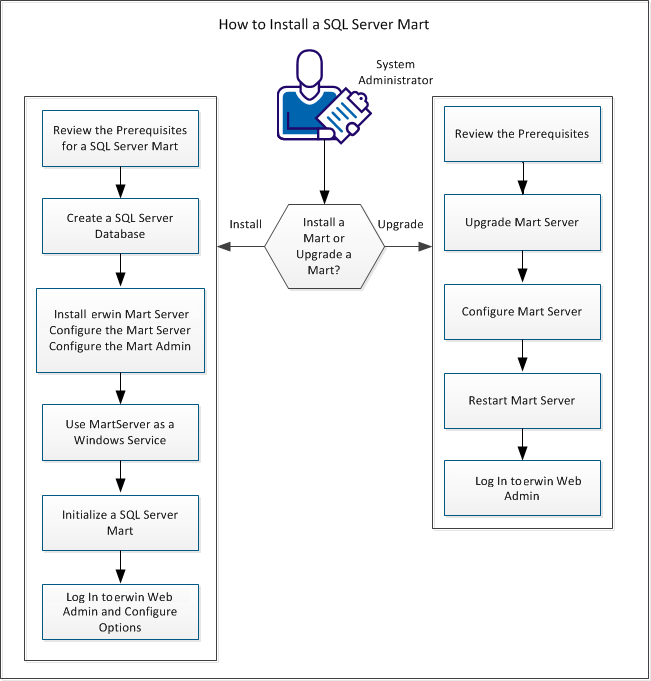 How to Install a SQL Server Mart
System
Administrator
Install a
Mart or
Upgrade a
Mart?
Install
Upgrade
Review the Prerequisites
for a SQL Server Mart
Create a SQL Server
Database
Install erwin Mart Server
Configure the Mart Server
Configure the Mart Admin
Use MartServer as a
Windows Service
Initialize a SQL Server
Mart
Log In to erwin Web
Admin and Configure
Options
Review the Prerequisites
Upgrade Mart Server
Configure Mart Server
Restart Mart Server
Log In to erwin Web
Admin